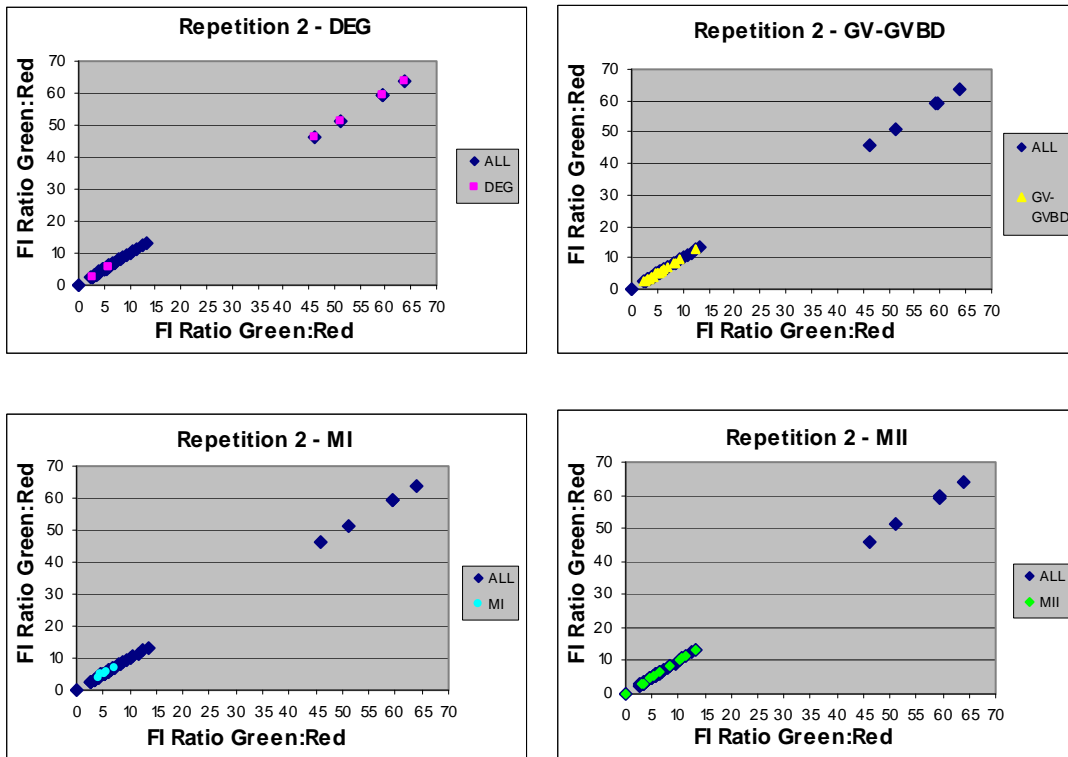 Repetition 2 - DEG
FI Ratio Green:Red
70
60
50
40
30
20
10
0
0 5 10 15 20 25 30 35 40 45 50 55 60 65 70
FI Ratio Green:Red
ALL
DEG
Repetition 2 - GV-GVBD
FI Ratio Green:Red
70
60
50
40
30
20
10
0
0 5 10 15 20 25 30 35 40 45 50 55 60 65 70
FI Ratio Green:Red
ALL
GV-
GVBD
Repetition 2 - MI
FI Ratio Green:Red
70
60
50
40
30
20
10
0
0 5 10 15 20 25 30 35 40 45 50 55 60 65 70
FI Ratio Green:Red
ALL
MI
Repetition 2 - MII
FI Ratio Green:Red
70
60
50
40
30
20
10
0
0 5 10 15 20 25 30 35 40 45 50 55 60 65 70
FI Ratio Green:Red
ALL
MII